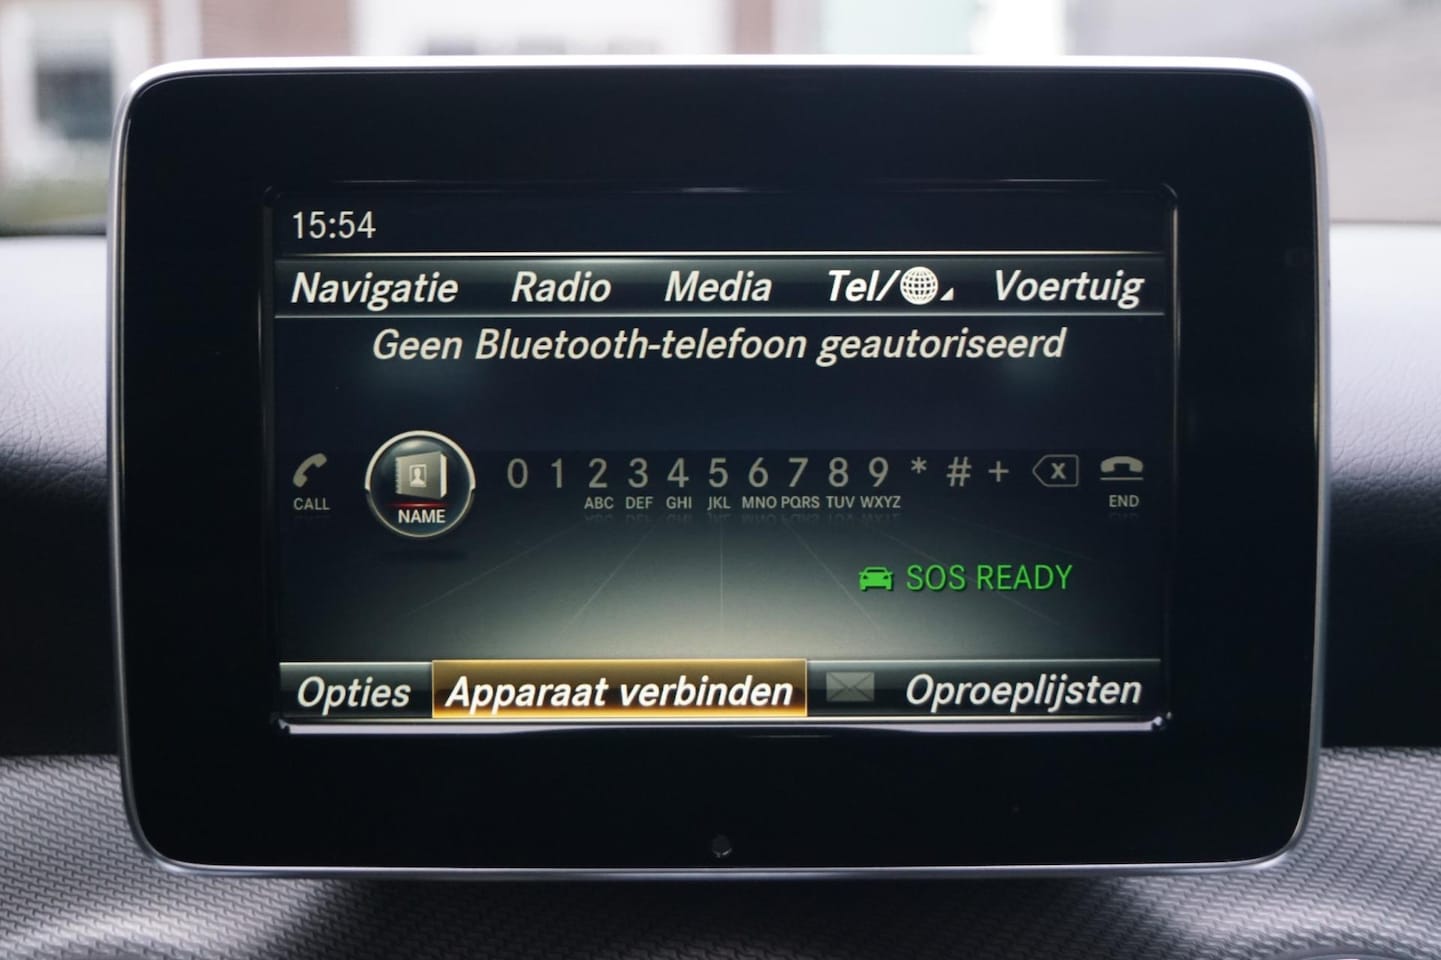 15:54
Navigatie Radio Media Tel/ Voertuig
Geen Bluetooth-telefoon geautoriseerd
0 1 2 3 4 5 6 7 8 9 * # + x
CALL NAME ABC DEF GHI JKL MNO PQRS TUV WXYZ END
SOS READY
Opties Apparaat verbinden Oproeplijsten